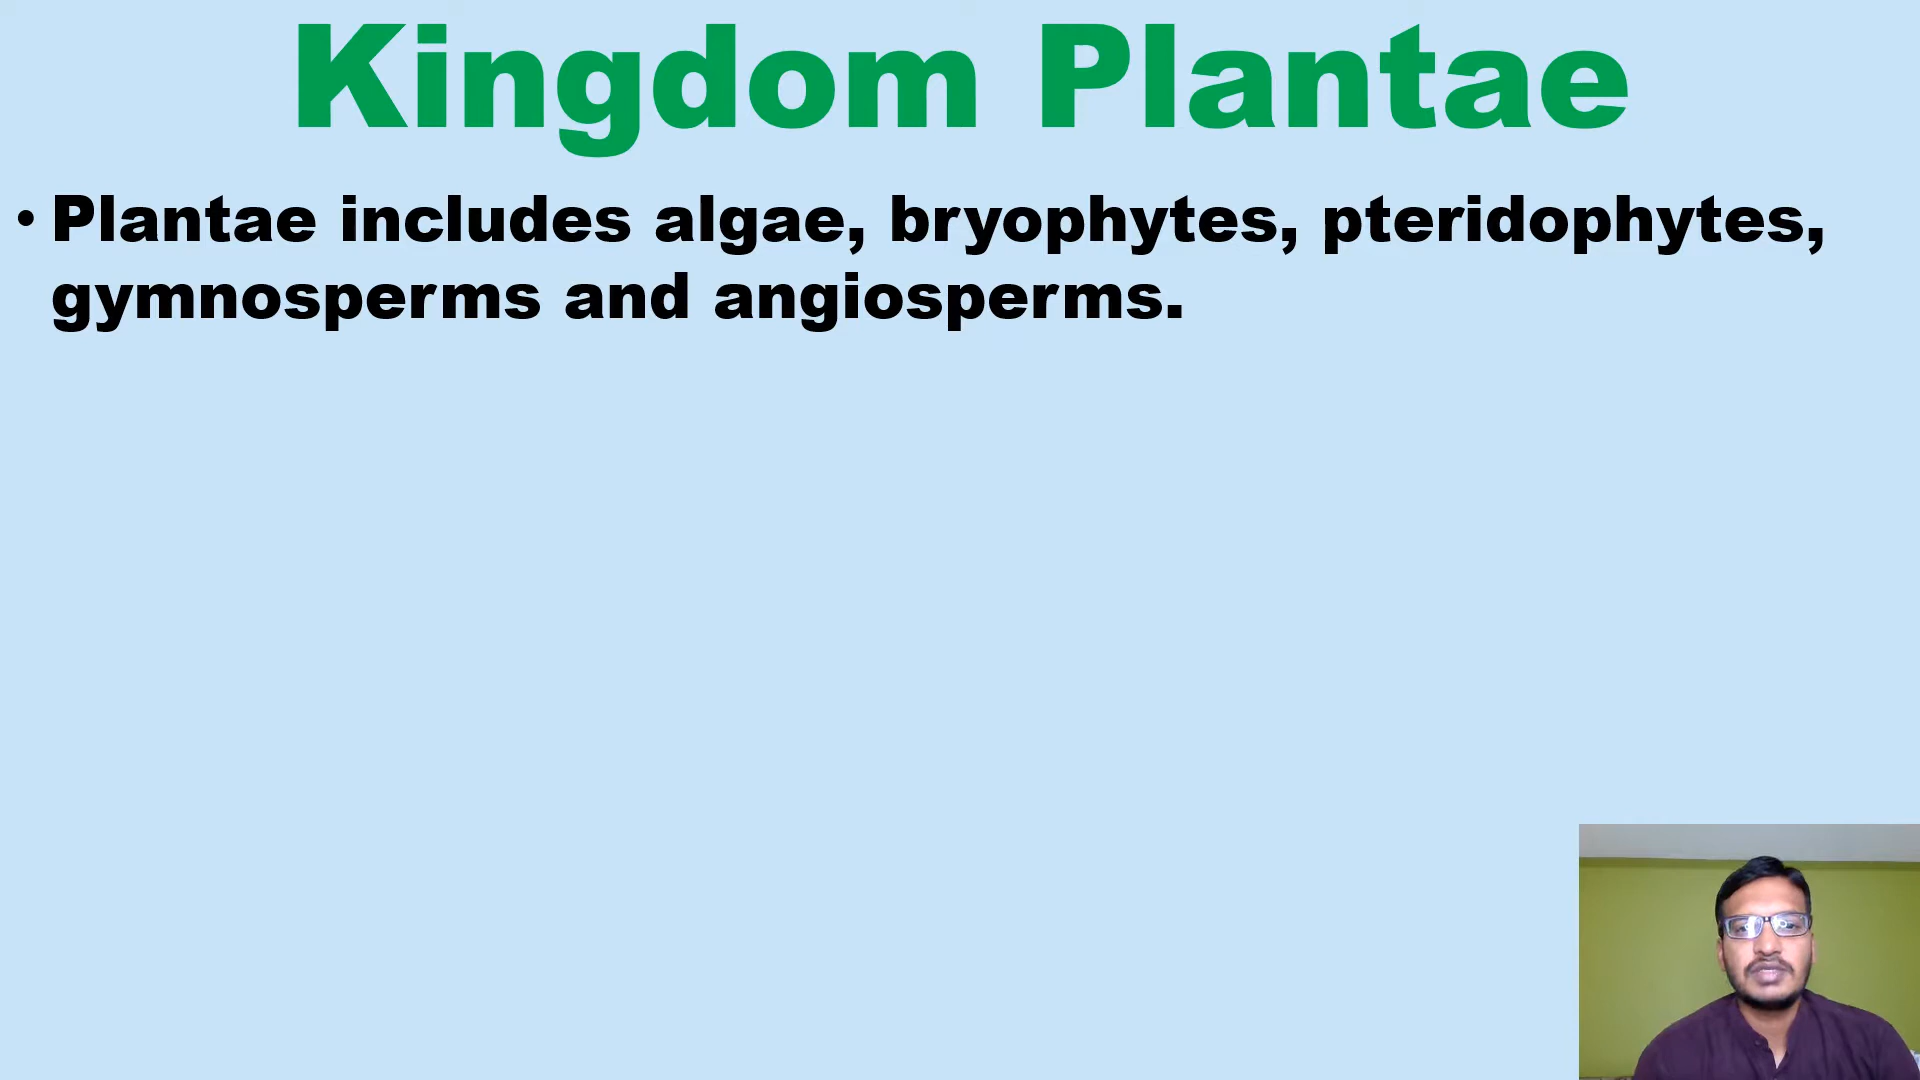 Kingdom Plantae
• Plantae includes algae, bryophytes, pteridophytes,
gymnosperms and angiosperms.